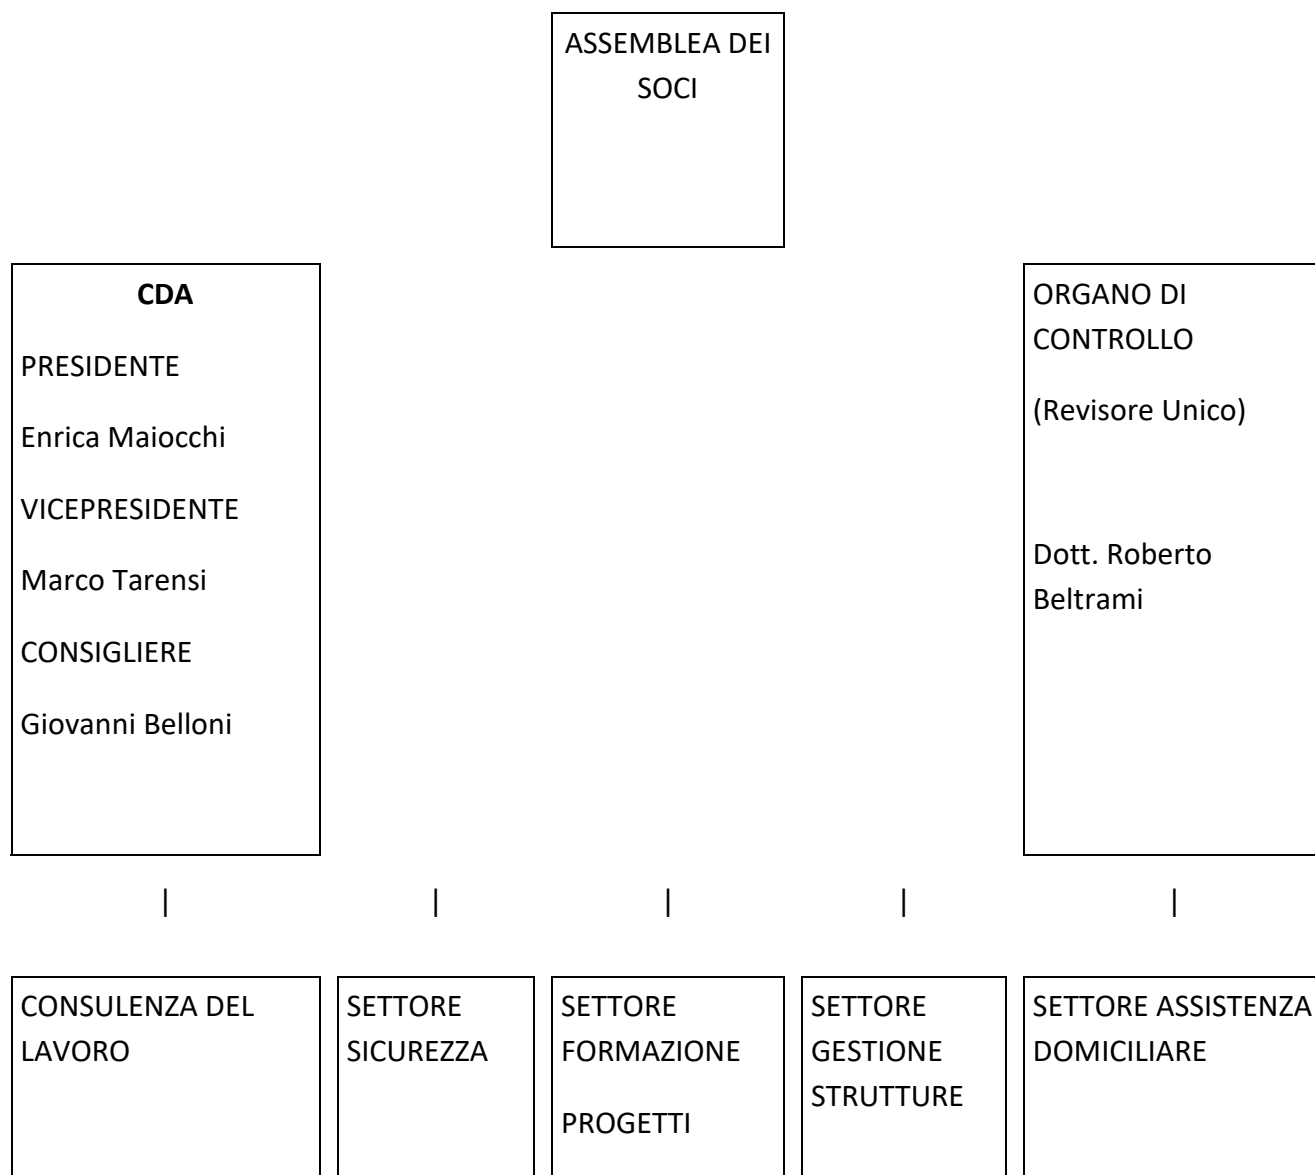 ASSEMBLEA DEI
SOCI
CDA
PRESIDENTE
Enrica Maiocchi
VICEPRESIDENTE
Marco Tarensi
CONSIGLIERE
Giovanni Belloni
ORGANO DI
CONTROLLO
(Revisore Unico)
Dott. Roberto
Beltrami
| | | | |
CONSULENZA DEL
LAVORO
SETTORE
SICUREZZA
SETTORE
FORMAZIONE
PROGETTI
SETTORE
GESTIONE
STRUTTURE
SETTORE ASSISTENZA
DOMICILIARE